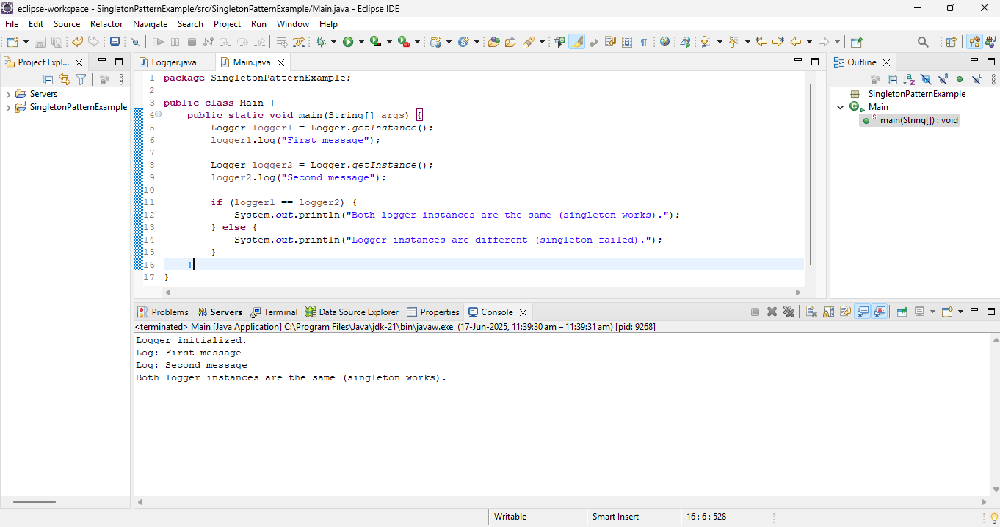 eclipse-workspace - SingletonPatternExample/src/SingletonPatternExample/Main.java - Eclipse IDE
File Edit Source Refactor Navigate Search Project Run Window Help
Project Expl...
Servers
SingletonPatternExample
Logger.java Main.java
1 package SingletonPatternExample;
2
3 public class Main {
4 public static void main(String[] args) {
5 Logger logger1 = Logger.getInstance();
6 logger1.log("First message");
7
8 Logger logger2 = Logger.getInstance();
9 logger2.log("Second message");
10
11 if (logger1 == logger2) {
12 System.out.println("Both logger instances are the same (singleton works).");
13 } else {
14 System.out.println("Logger instances are different (singleton failed).");
15 }
16 }
17 }
Outline
SingletonPatternExample
Main
main(String[]) : void
Problems Servers Terminal Data Source Explorer Properties Console
<terminated> Main [Java Application] C:\Program Files\Java\jdk-21\bin\javaw.exe (17-Jun-2025, 11:39:30 am – 11:39:31 am) [pid: 9268]
Logger initialized.
Log: First message
Log: Second message
Both logger instances are the same (singleton works).
Writable Smart Insert 16 : 6 : 528